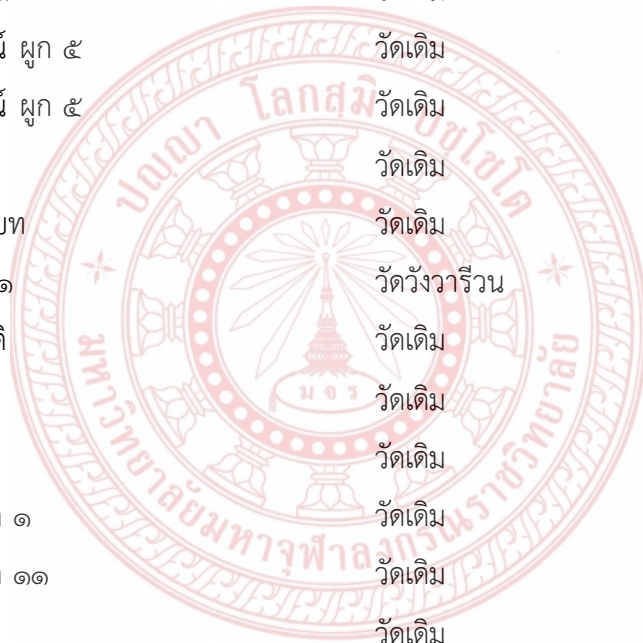 ์ ผูก ๕ วัดเดิม
์ ผูก ๕ วัดเดิม
วัดเดิม
วัดเดิม
๑ วัดวังวารีวน
วัดเดิม
วัดเดิม
วัดเดิม
๑ วัดเดิม
๑๑ วัดเดิม
วัดเดิม
ปญฺญา โลกสฺมิ ปชฺโชโต
ม จ ร
มหาวิทยาลัยมหาจุฬาลงกรณราชวิทยาลัย